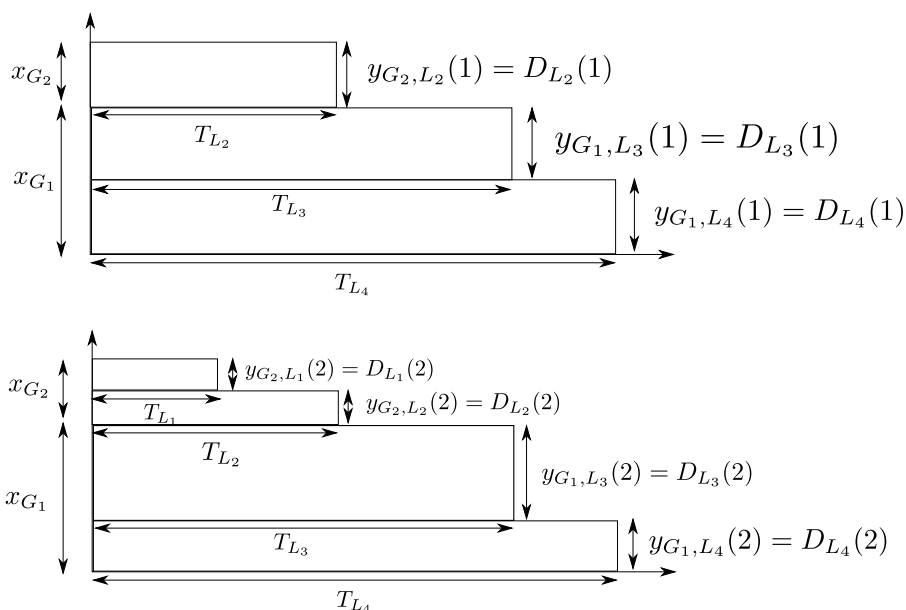 x_{G_2}
y_{G_2,L_2}(1) = D_{L_2}(1)
T_{L_2}
x_{G_1}
y_{G_1,L_3}(1) = D_{L_3}(1)
T_{L_3}
y_{G_1,L_4}(1) = D_{L_4}(1)
T_{L_4}
x_{G_2}
y_{G_2,L_1}(2) = D_{L_1}(2)
T_{L_1}
y_{G_2,L_2}(2) = D_{L_2}(2)
T_{L_2}
x_{G_1}
y_{G_1,L_3}(2) = D_{L_3}(2)
T_{L_3}
y_{G_1,L_4}(2) = D_{L_4}(2)
T_{L_4}